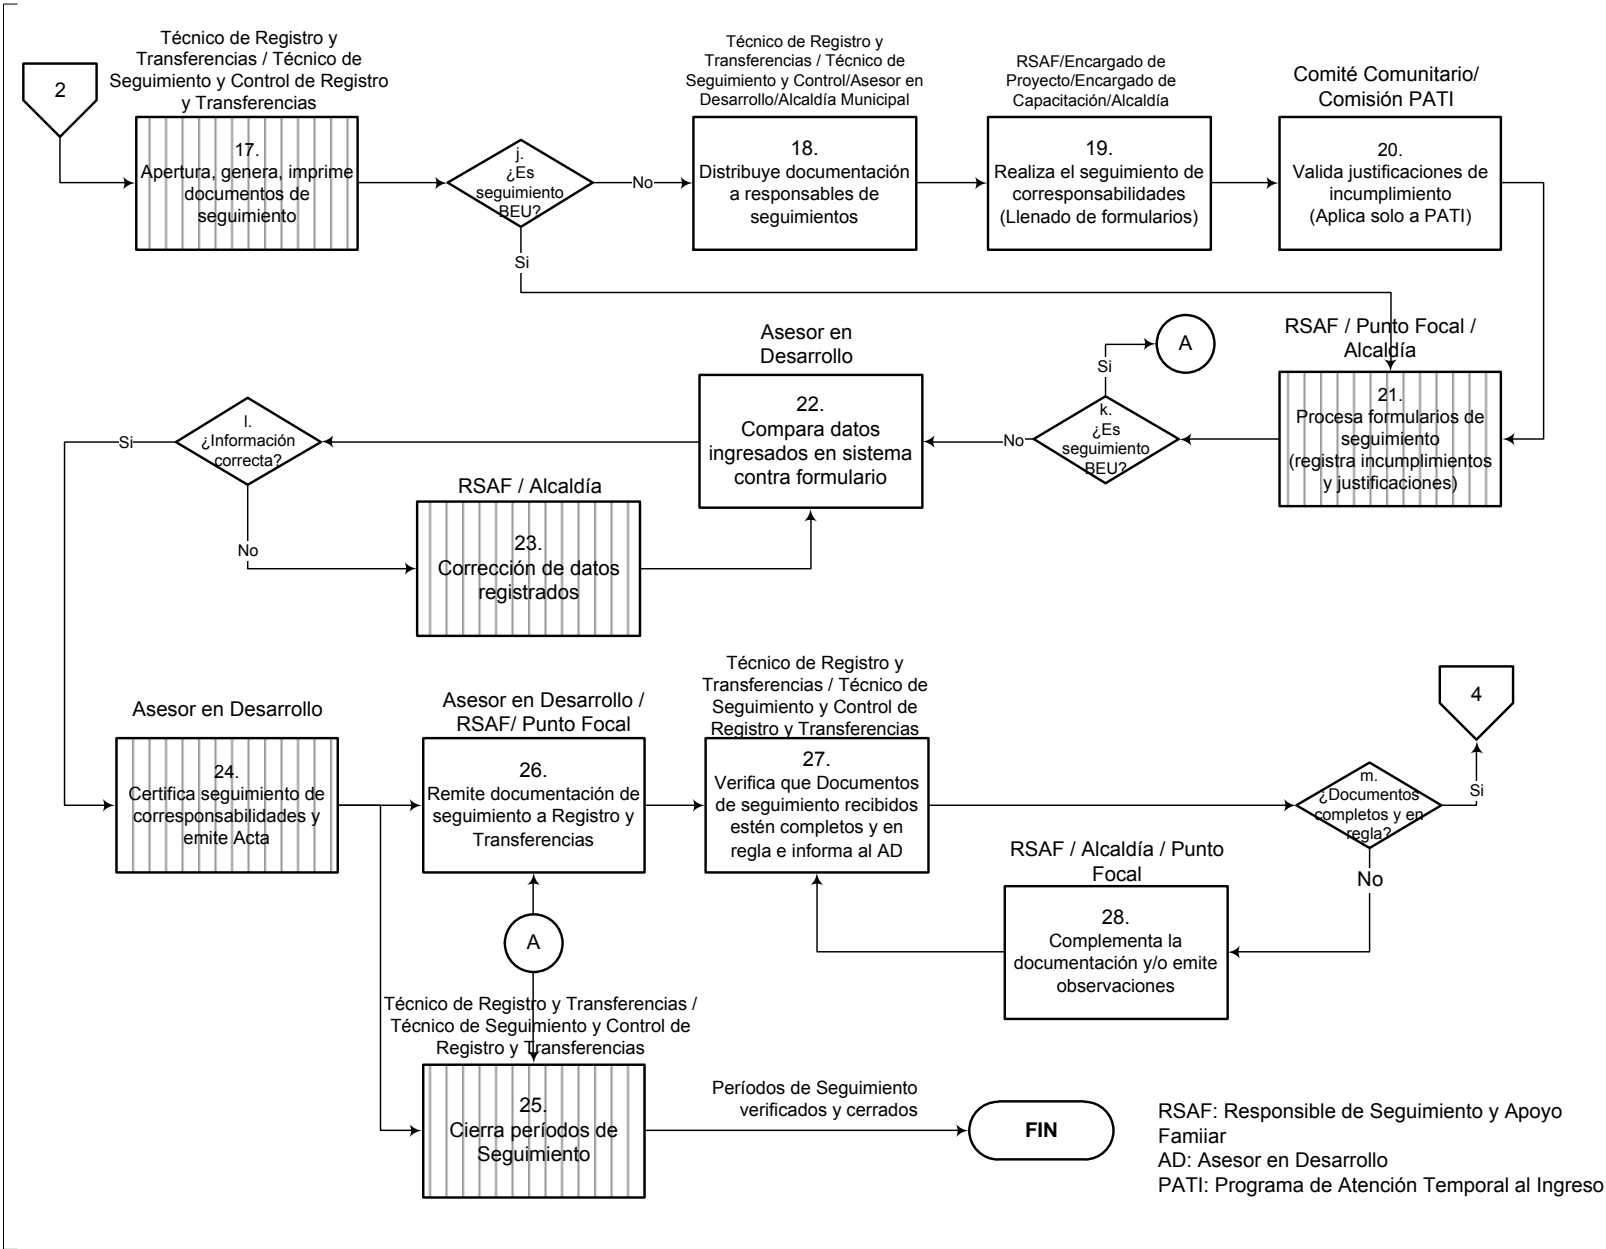 2
Técnico de Registro y
Transferencias / Técnico de
Seguimiento y Control de Registro
y Transferencias
17.
Apertura, genera, imprime
documentos de
seguimiento
j.
¿Es
seguimiento
BEU?
No
Si
Técnico de Registro y
Transferencias / Técnico de
Seguimiento y Control/Asesor en
Desarrollo/Alcaldía Municipal
18.
Distribuye documentación
a responsables de
seguimientos
RSAF/Encargado de
Proyecto/Encargado de
Capacitación/Alcaldía
19.
Realiza el seguimiento de
corresponsabilidades
(Llenado de formularios)
Comité Comunitario/
Comisión PATI
20.
Valida justificaciones de
incumplimiento
(Aplica solo a PATI)
RSAF / Punto Focal /
Alcaldía
21.
Procesa formularios de
seguimiento
(registra incumplimientos
y justificaciones)
A
Si
k.
¿Es
seguimiento
BEU?
No
Asesor en
Desarrollo
22.
Compara datos
ingresados en sistema
contra formulario
l.
¿Información
correcta?
Si
No
RSAF / Alcaldía
23.
Corrección de datos
registrados
Asesor en Desarrollo
24.
Certifica seguimiento de
corresponsabilidades y
emite Acta
Asesor en Desarrollo /
RSAF/ Punto Focal
26.
Remite documentación de
seguimiento a Registro y
Transferencias
A
Técnico de Registro y Transferencias /
Técnico de Seguimiento y Control de
Registro y Transferencias
25.
Cierra períodos de
Seguimiento
Técnico de Registro y
Transferencias / Técnico de
Seguimiento y Control de
Registro y Transferencias
27.
Verifica que Documentos
de seguimiento recibidos
estén completos y en
regla e informa al AD
m.
¿Documentos
completos y en
regla?
Si
4
No
RSAF / Alcaldía / Punto
Focal
28.
Complementa la
documentación y/o emite
observaciones
Períodos de Seguimiento
verificados y cerrados
FIN
RSAF: Responsible de Seguimiento y Apoyo
Famiiar
AD: Asesor en Desarrollo
PATI: Programa de Atención Temporal al Ingreso